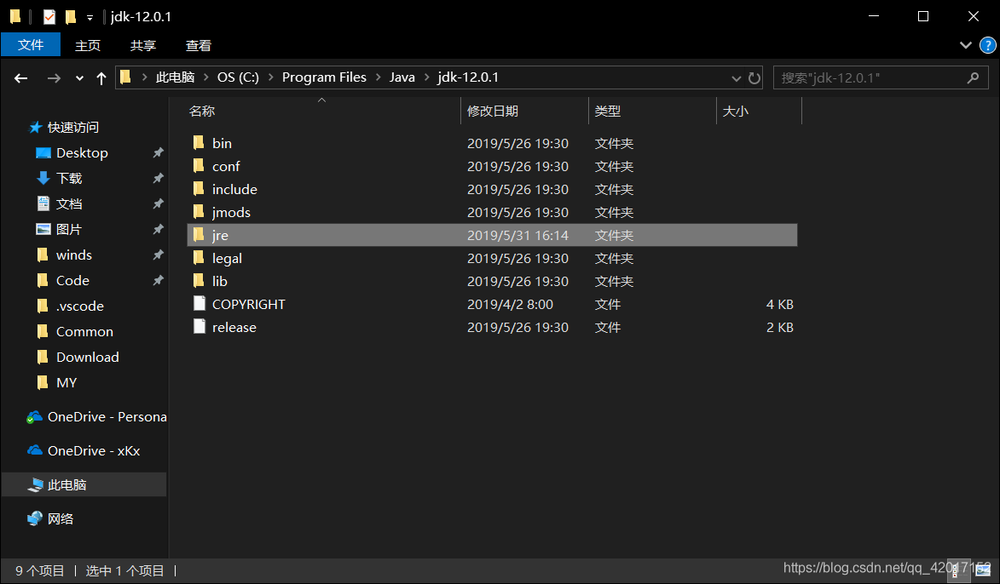 jdk-12.0.1
文件 主页 共享 查看
此电脑 OS (C:) Program Files Java jdk-12.0.1 搜索"jdk-12.0.1"
名称 修改日期 类型 大小
快速访问
Desktop
下载
文档
图片
winds
Code
.vscode
Common
Download
MY
OneDrive - Persona
OneDrive - xKx
此电脑
网络
bin 2019/5/26 19:30 文件夹
conf 2019/5/26 19:30 文件夹
include 2019/5/26 19:30 文件夹
jmods 2019/5/26 19:30 文件夹
jre 2019/5/31 16:14 文件夹
legal 2019/5/26 19:30 文件夹
lib 2019/5/26 19:30 文件夹
COPYRIGHT 2019/4/2 8:00 文件 4 KB
release 2019/5/26 19:30 文件 2 KB
9 个项目 选中 1 个项目
https://blog.csdn.net/qq_42017152